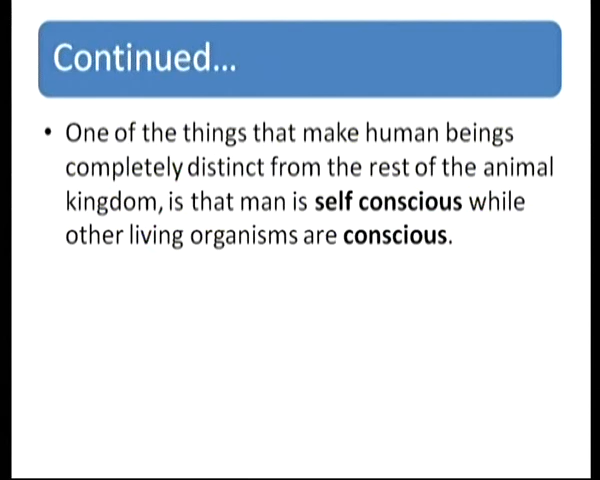 Continued...
• One of the things that make human beings
completely distinct from the rest of the animal
kingdom, is that man is self conscious while
other living organisms are conscious.